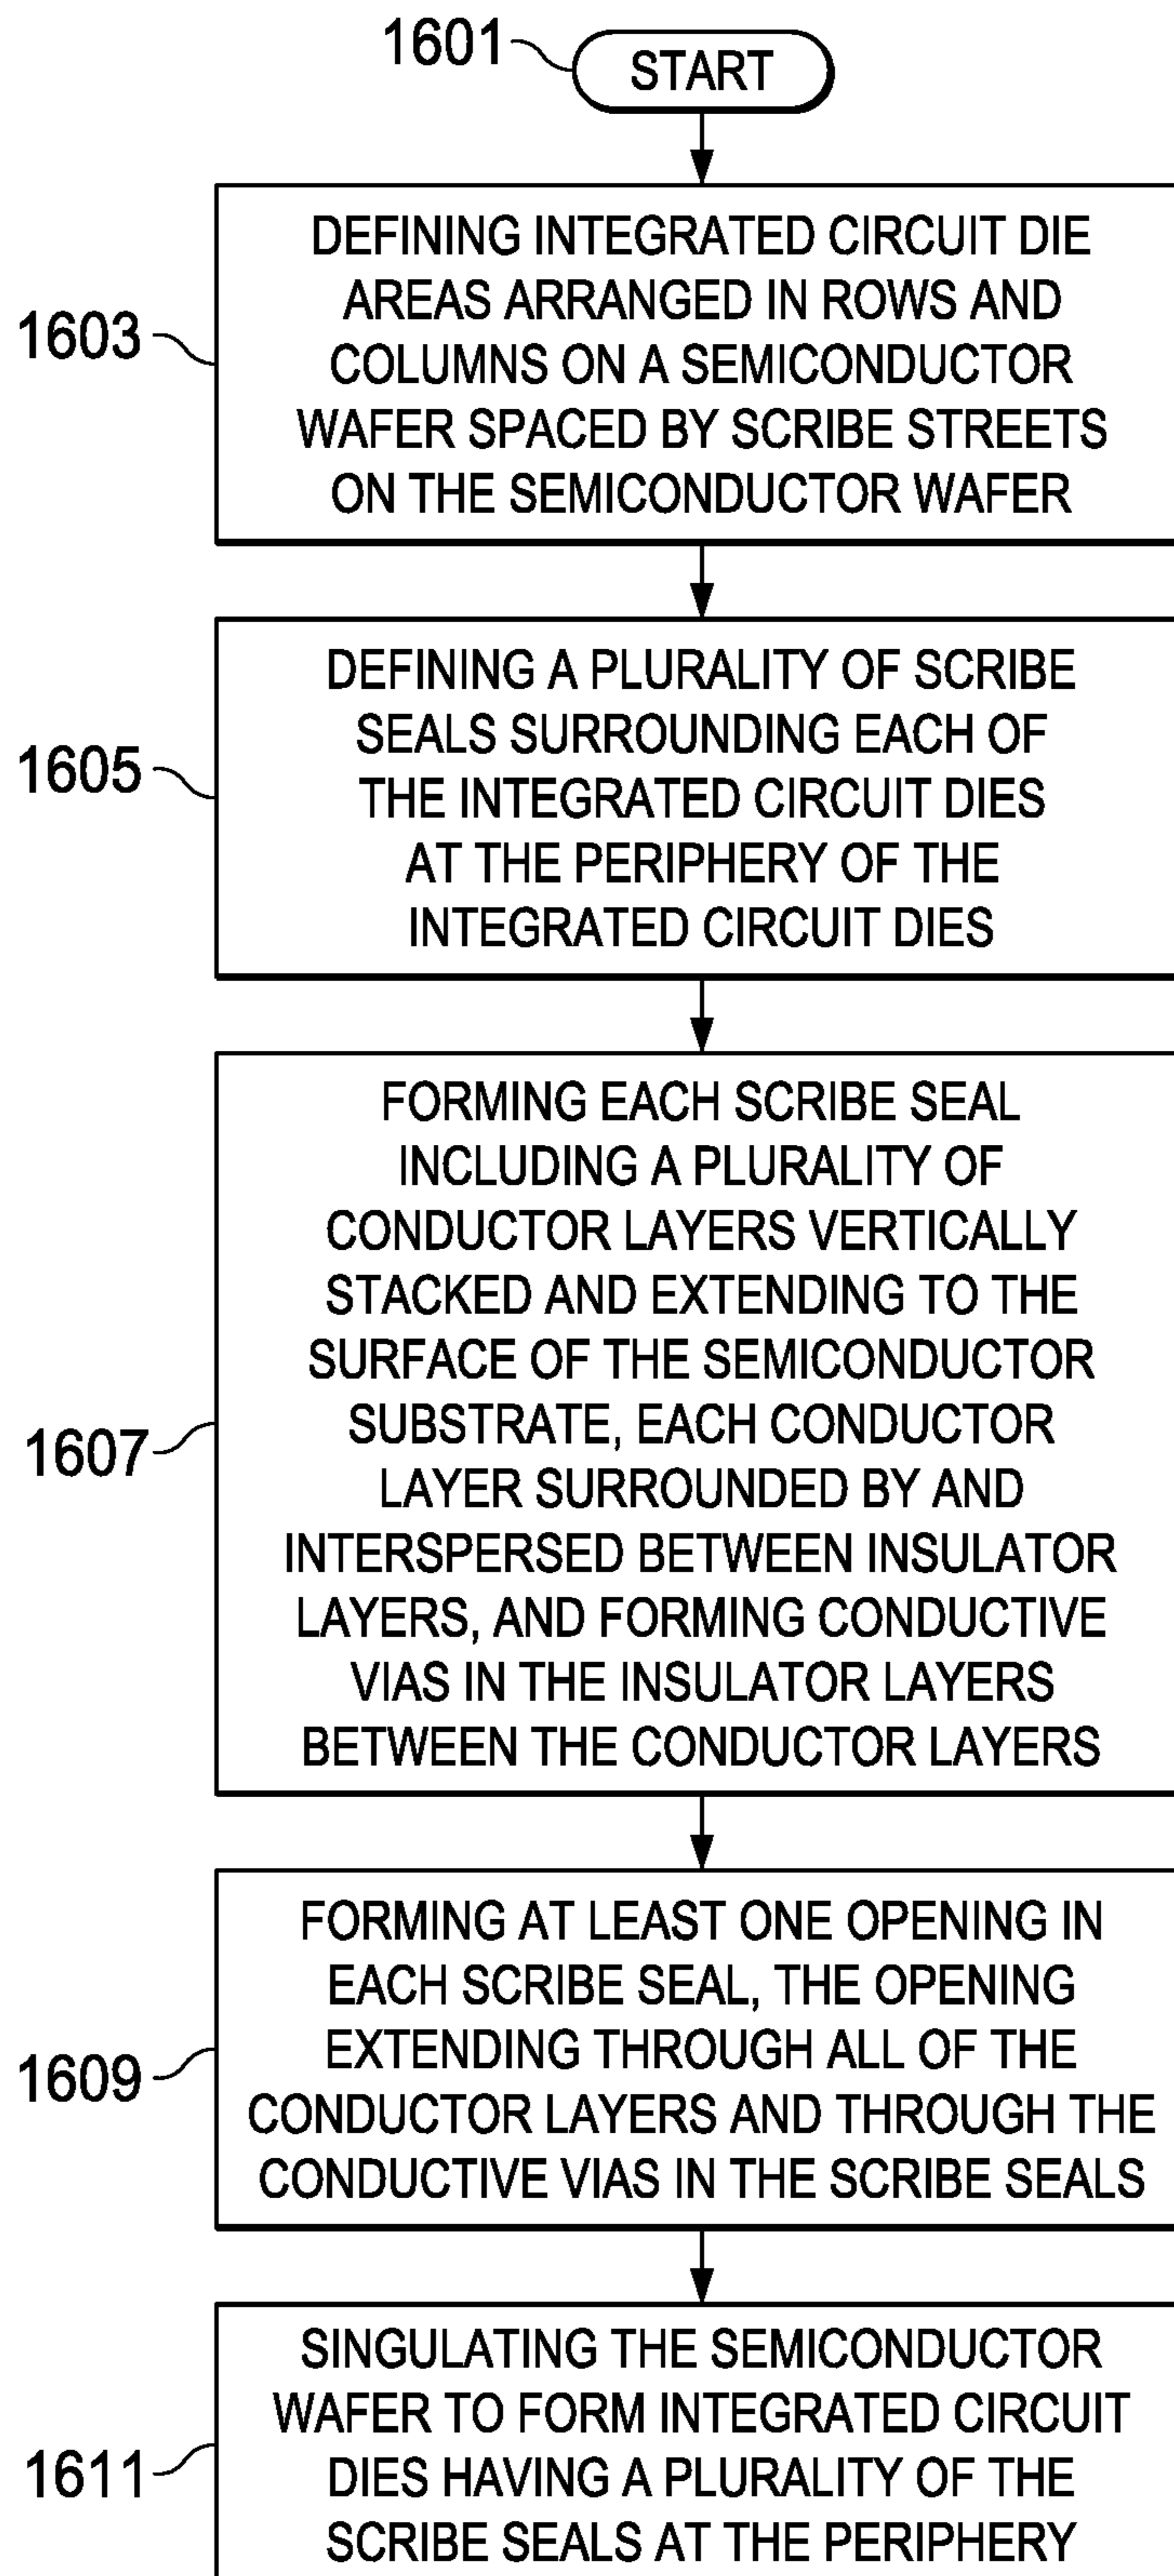 1601
START
1603
DEFINING INTEGRATED CIRCUIT DIE
AREAS ARRANGED IN ROWS AND
COLUMNS ON A SEMICONDUCTOR
WAFER SPACED BY SCRIBE STREETS
ON THE SEMICONDUCTOR WAFER
1605
DEFINING A PLURALITY OF SCRIBE
SEALS SURROUNDING EACH OF
THE INTEGRATED CIRCUIT DIES
AT THE PERIPHERY OF THE
INTEGRATED CIRCUIT DIES
1607
FORMING EACH SCRIBE SEAL
INCLUDING A PLURALITY OF
CONDUCTOR LAYERS VERTICALLY
STACKED AND EXTENDING TO THE
SURFACE OF THE SEMICONDUCTOR
SUBSTRATE, EACH CONDUCTOR
LAYER SURROUNDED BY AND
INTERSPERSED BETWEEN INSULATOR
LAYERS, AND FORMING CONDUCTIVE
VIAS IN THE INSULATOR LAYERS
BETWEEN THE CONDUCTOR LAYERS
1609
FORMING AT LEAST ONE OPENING IN
EACH SCRIBE SEAL, THE OPENING
EXTENDING THROUGH ALL OF THE
CONDUCTOR LAYERS AND THROUGH THE
CONDUCTIVE VIAS IN THE SCRIBE SEALS
1611
SINGULATING THE SEMICONDUCTOR
WAFER TO FORM INTEGRATED CIRCUIT
DIES HAVING A PLURALITY OF THE
SCRIBE SEALS AT THE PERIPHERY